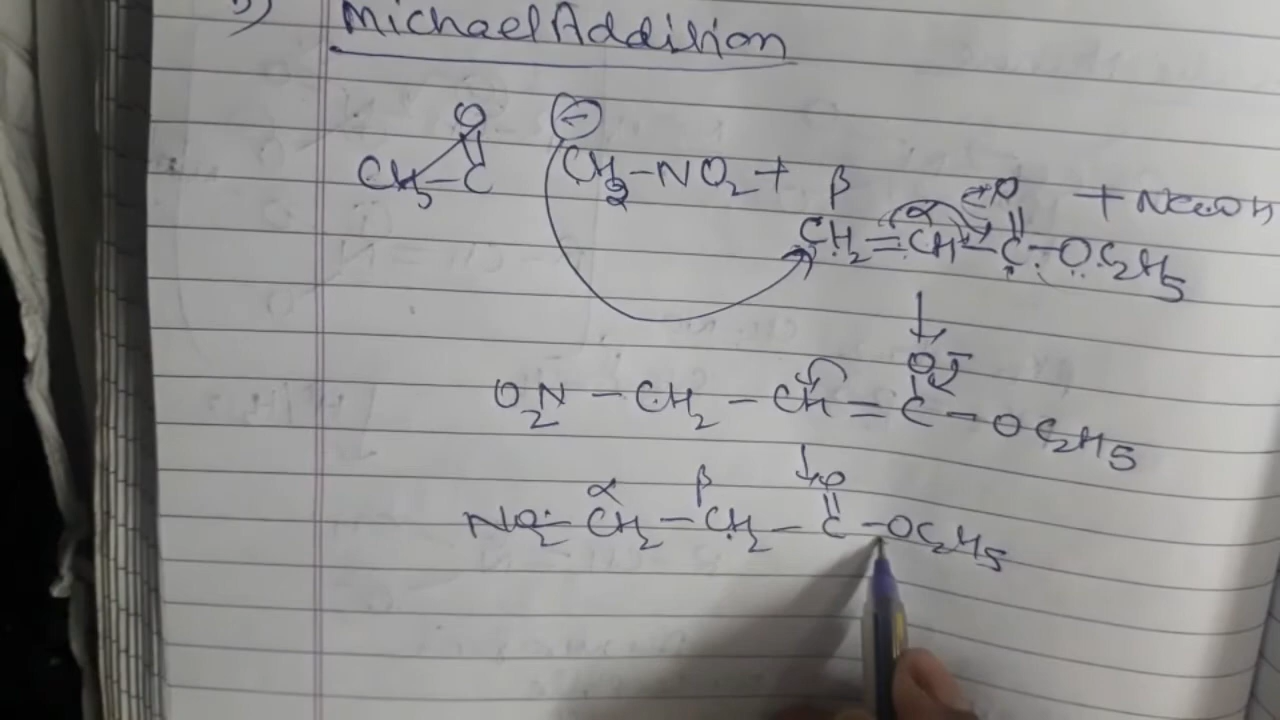 Michael Addition
O ⊖
CH3-C CH2-NO2 + β α O + NaOH
CH2=CH-C-OC2H5
O-
O2N-CH2-CH=C-OC2H5
α β O
NO2-CH2-CH2-C-OC2H5